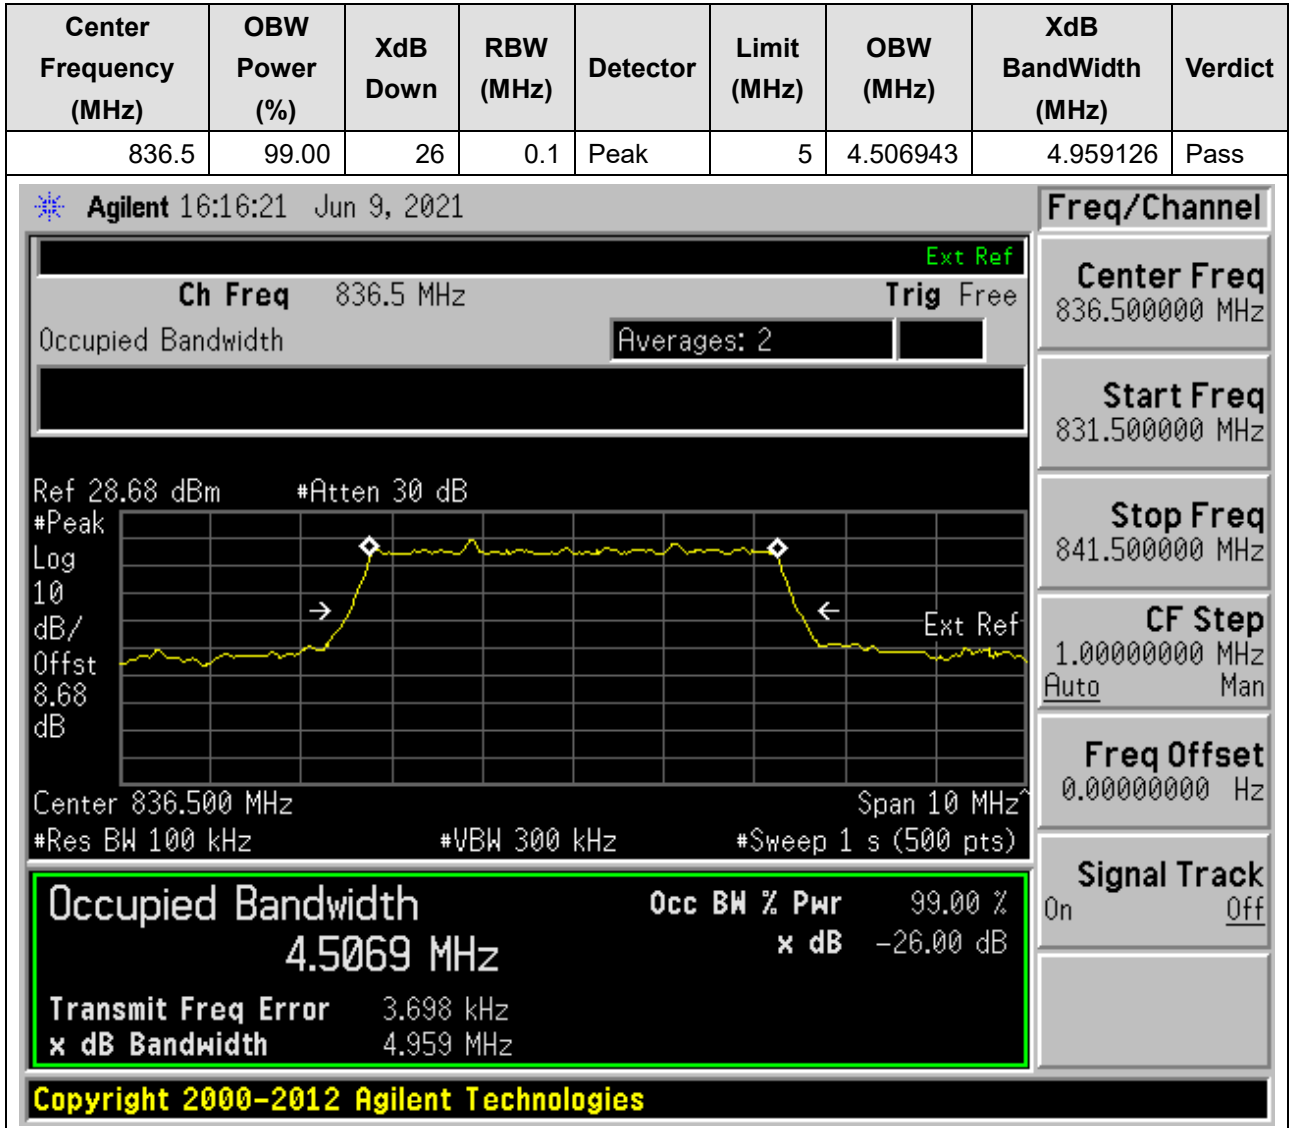 Center Frequency (MHz) OBW Power (%) XdB Down RBW (MHz) Detector Limit (MHz) OBW (MHz) XdB BandWidth (MHz) Verdict
836.5 99.00 26 0.1 Peak 5 4.506943 4.959126 Pass
Agilent 16:16:21 Jun 9, 2021
Ext Ref
Ch Freq 836.5 MHz Trig Free
Occupied Bandwidth Averages: 2
Ref 28.68 dBm #Atten 30 dB
#Peak
Log
10
dB/
Offst
8.68
dB
Ext Ref
Center 836.500 MHz Span 10 MHz^
#Res BW 100 kHz #VBW 300 kHz #Sweep 1 s (500 pts)
Occupied Bandwidth
4.5069 MHz
Occ BW % Pwr 99.00 %
x dB -26.00 dB
Transmit Freq Error 3.698 kHz
x dB Bandwidth 4.959 MHz
Copyright 2000-2012 Agilent Technologies
Freq/Channel
Center Freq
836.500000 MHz
Start Freq
831.500000 MHz
Stop Freq
841.500000 MHz
CF Step
1.00000000 MHz
Auto Man
Freq Offset
0.00000000 Hz
Signal Track
On Off